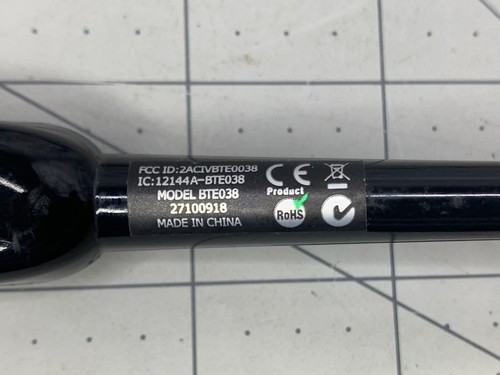 FCC ID:2ACIVBTE0038
IC:12144A-BTE038
MODEL BTE038
27100918
MADE IN CHINA
CE
Product
RoHS